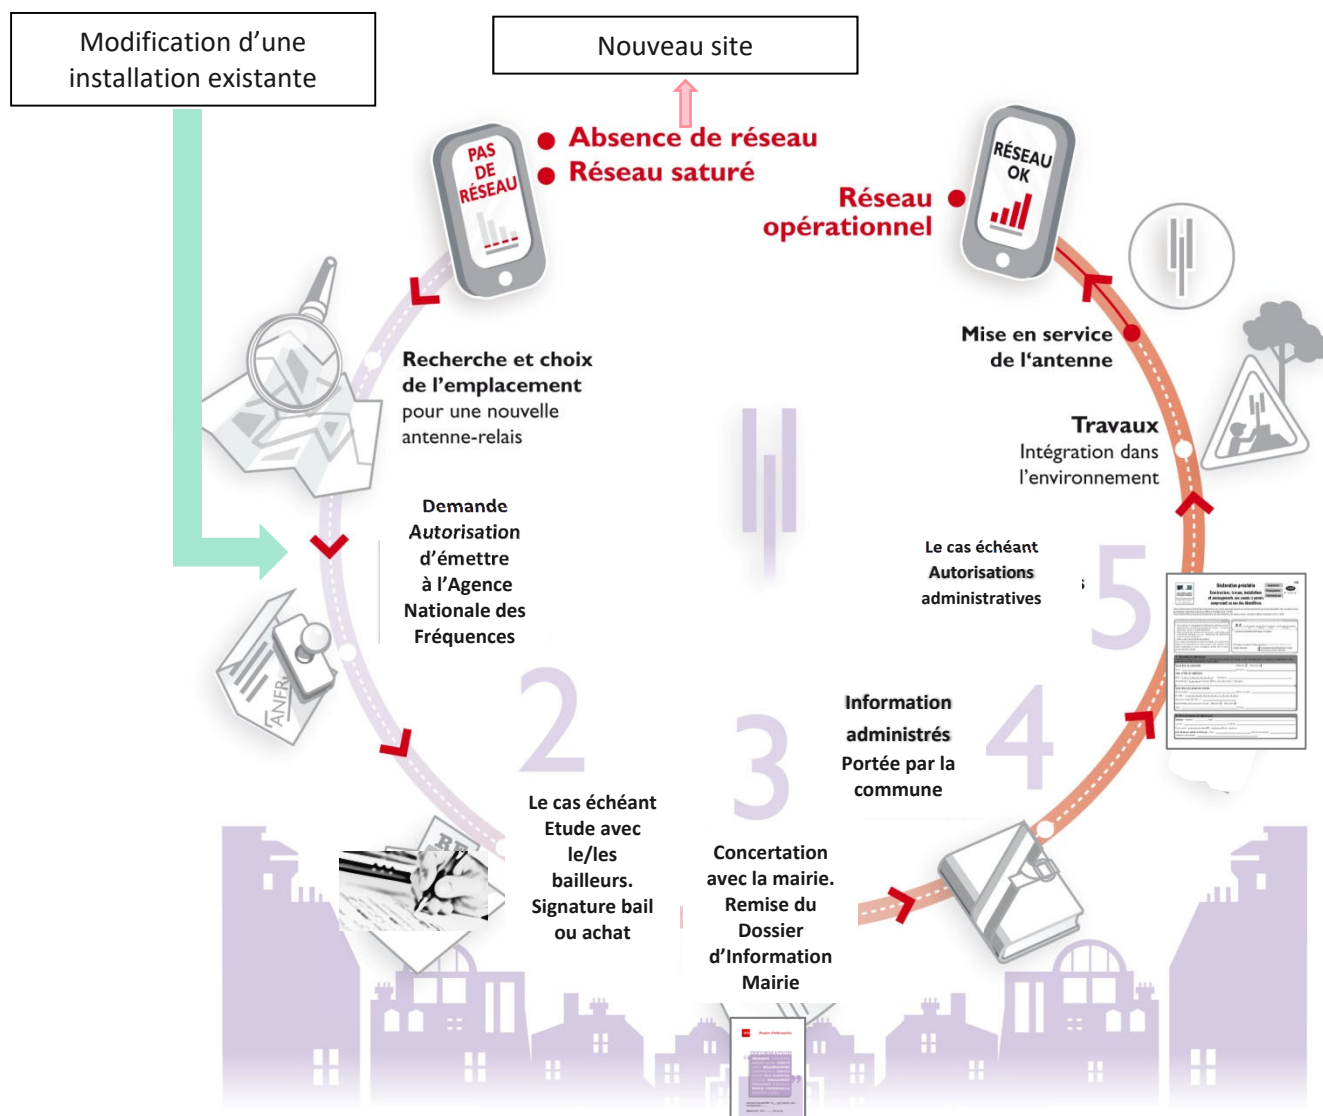 Modification d’une
installation existante
Nouveau site
PAS
DE
RÉSEAU
Absence de réseau
Réseau saturé
RÉSEAU
OK
Réseau
opérationnel
Recherche et choix
de l’emplacement
pour une nouvelle
antenne-relais
Mise en service
de l‘antenne
Travaux
Intégration dans
l’environnement
Demande
Autorisation
d’émettre
à l’Agence
Nationale des
Fréquences
ANFR
Le cas échéant
Autorisations
administratives
5
Déclaration préalable
2
3
4
Information
administrés
Portée par la
commune
Le cas échéant
Etude avec
le/les
bailleurs.
Signature bail
ou achat
Concertation
avec la mairie.
Remise du
Dossier
d’Information
Mairie